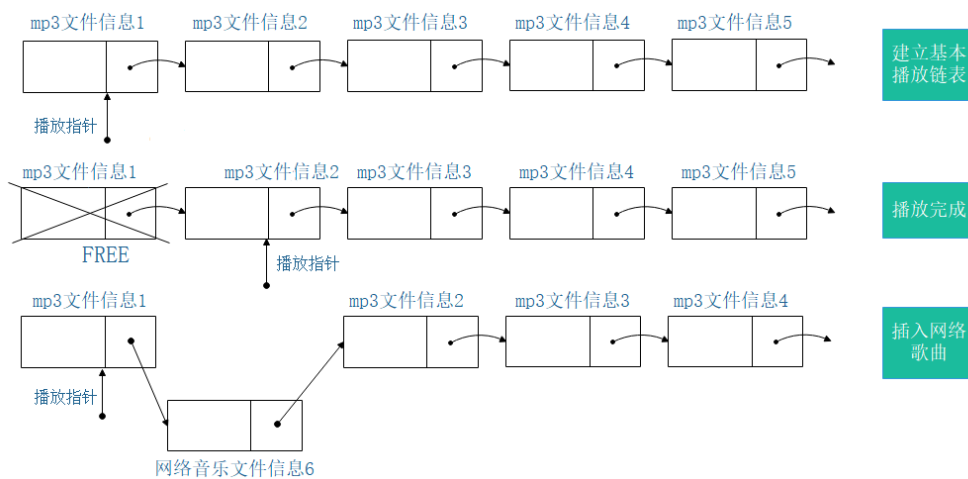 mp3文件信息1
mp3文件信息2
mp3文件信息3
mp3文件信息4
mp3文件信息5
建立基本
播放链表
播放指针
mp3文件信息1
mp3文件信息2
mp3文件信息3
mp3文件信息4
mp3文件信息5
播放完成
FREE
播放指针
mp3文件信息1
mp3文件信息2
mp3文件信息3
mp3文件信息4
插入网络
歌曲
播放指针
网络音乐文件信息6